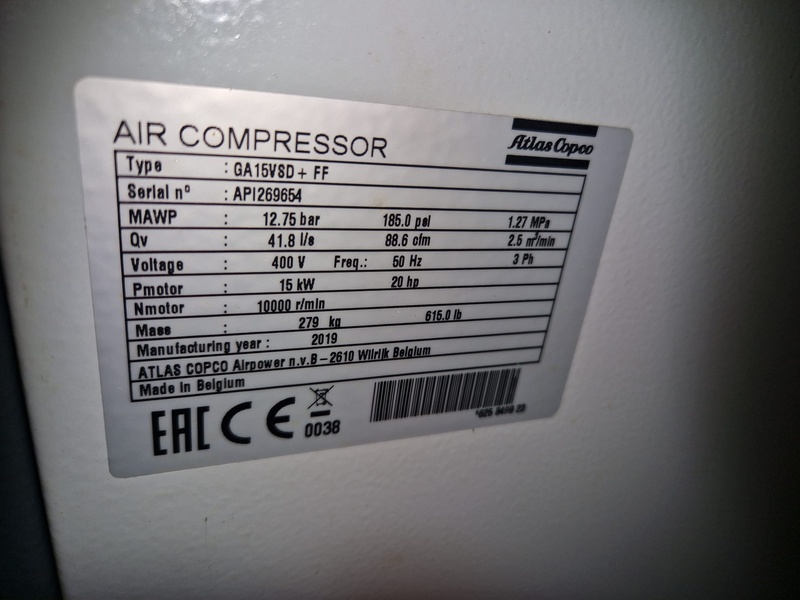 AIR COMPRESSOR
Atlas Copco
Type : GA15VSD+ FF
Serial nº : API269654
MAWP : 12.75 bar 185.0 psi 1.27 MPa
Qv : 41.8 l/s 88.6 cfm 2.5 m³/min
Voltage : 400 V Freq.: 50 Hz 3 Ph
Pmotor : 15 kW 20 hp
Nmotor : 10000 r/min
Mass : 279 kg 615.0 lb
Manufacturing year : 2019
ATLAS COPCO Airpower n.v.B-2610 Wilrijk Belgium
Made in Belgium
EAC CE 0038